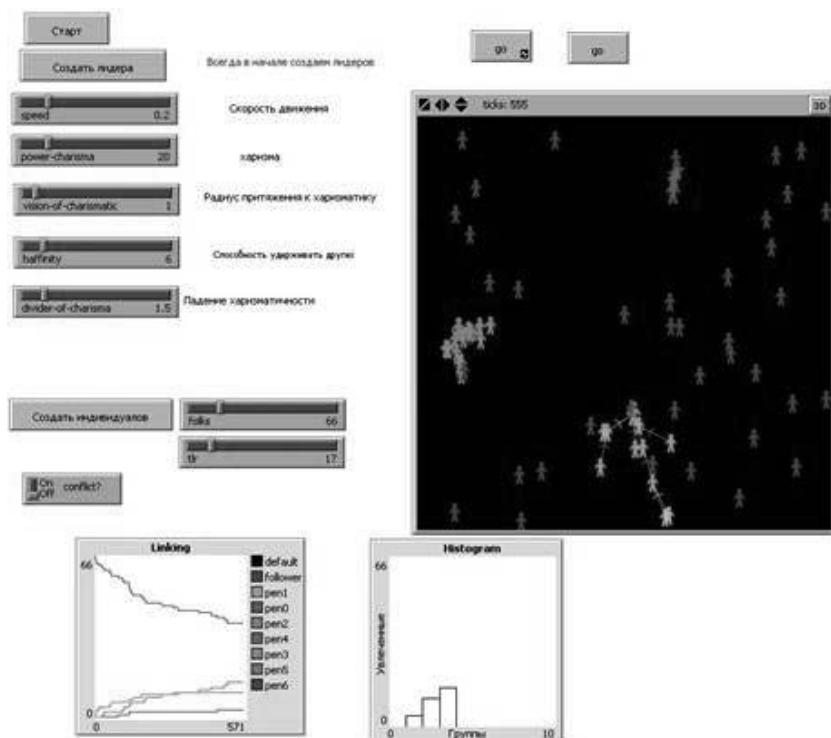 Старт
go
go
Создать лидера
Всегда в начале создаем лидеров
speed 0.2
Скорость движения
ticks: 555
3D
power-charisma 20
харизма
vision-of-charismatic 1
Радиус притяжения к харизматику
haffinity 6
Способность удерживать других
divider-of-charisma 1.5
Падение харизматичности
Создать индивидуалов
folks 66
tlr 17
On
Off
conflict?
Linking
66
0
0
571
default
follower
pen1
pen0
pen2
pen4
pen3
pen5
pen6
Histogram
66
Увлеченные
0
0
Группы
10